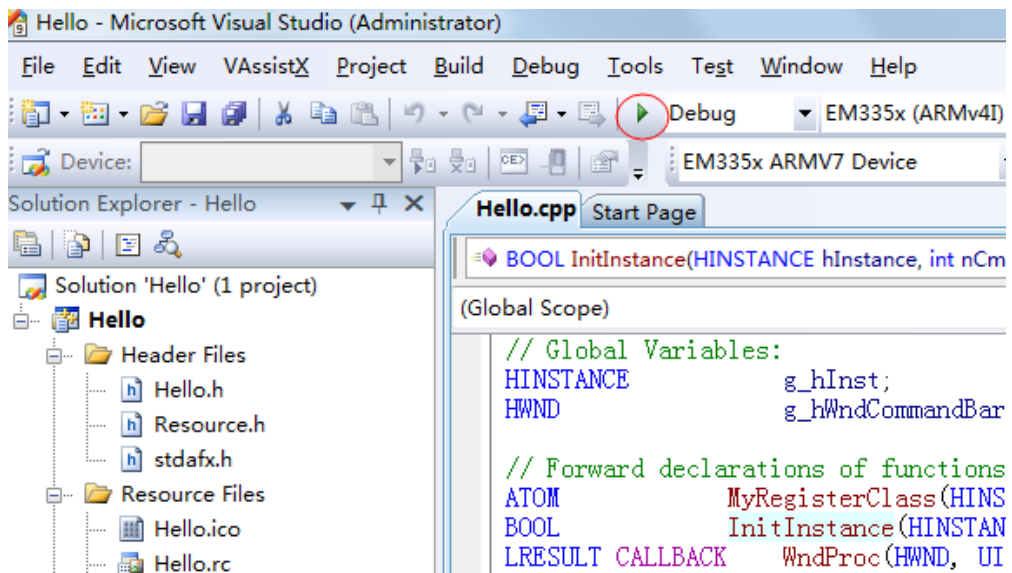 Hello - Microsoft Visual Studio (Administrator)
File Edit View VAssistX Project Build Debug Tools Test Window Help
Debug EM335x (ARMv4I)
Device: CE> EM335x ARMV7 Device
Solution Explorer - Hello
Hello.cpp Start Page
BOOL InitInstance(HINSTANCE hInstance, int nCm
Solution 'Hello' (1 project)
(Global Scope)
Hello
Header Files
Hello.h
Resource.h
stdafx.h
Resource Files
Hello.ico
Hello.rc
// Global Variables:
HINSTANCE g_hInst;
HWND g_hWndCommandBar
// Forward declarations of functions
ATOM MyRegisterClass(HINS
BOOL InitInstance(HINSTAN
LRESULT CALLBACK WndProc(HWND, UI